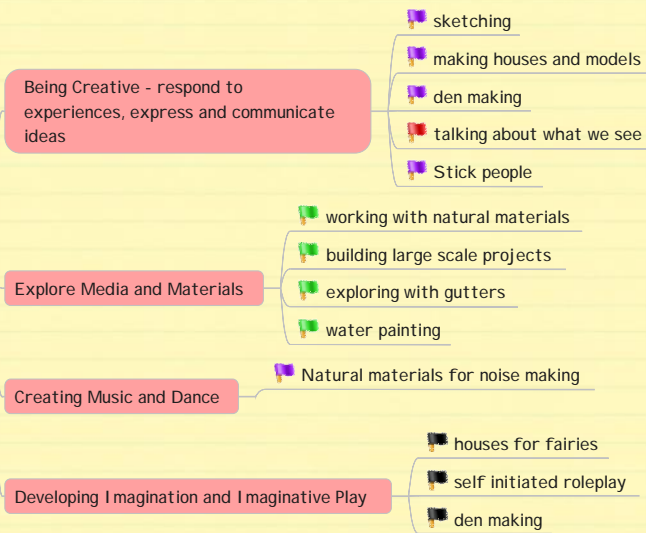 Being Creative - respond to
experiences, express and communicate
ideas
sketching
making houses and models
den making
talking about what we see
Stick people
Explore Media and Materials
working with natural materials
building large scale projects
exploring with gutters
water painting
Creating Music and Dance
Natural materials for noise making
Developing Imagination and Imaginative Play
houses for fairies
self initiated roleplay
den making